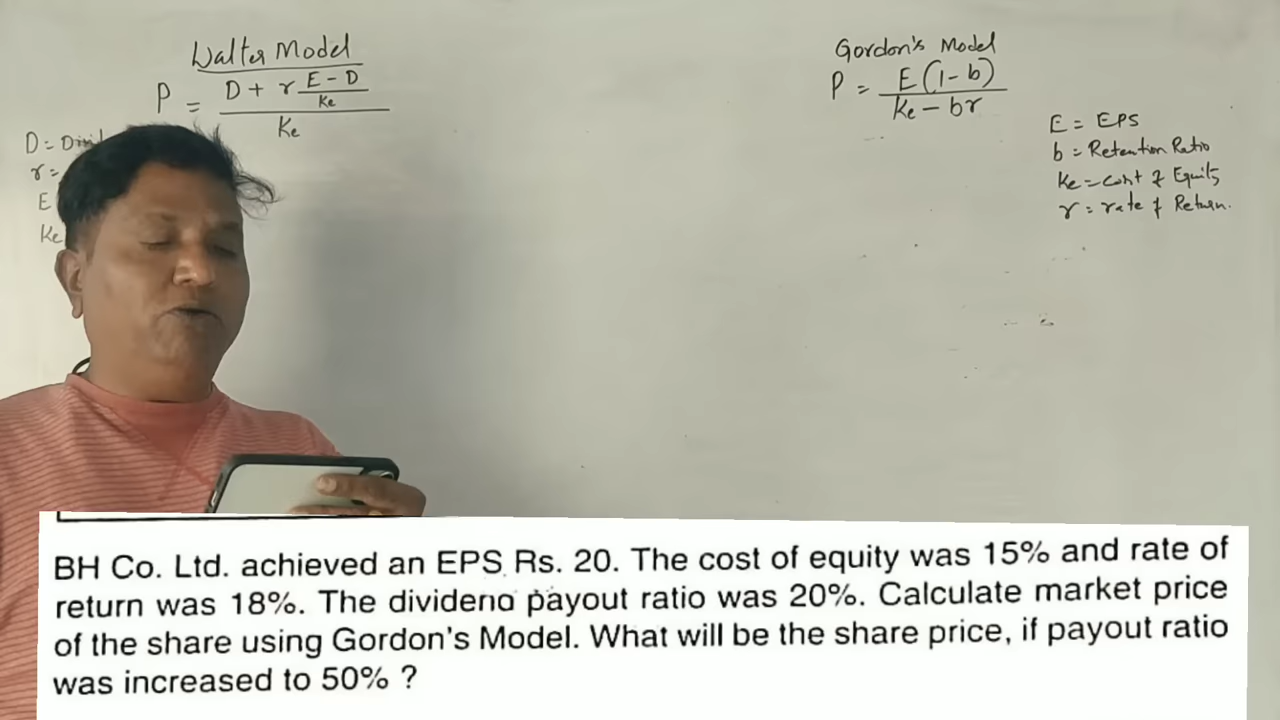 Walter Model
P = D + r E - D
Ke
Ke
D =
r =
E
Ke
Gordon's Model
P = E (1 - b)
Ke - br
E = EPS
b = Retention Ratio
Ke = cost of Equity
r = rate of Return.
BH Co. Ltd. achieved an EPS Rs. 20. The cost of equity was 15% and rate of
return was 18%. The dividend payout ratio was 20%. Calculate market price
of the share using Gordon's Model. What will be the share price, if payout ratio
was increased to 50% ?